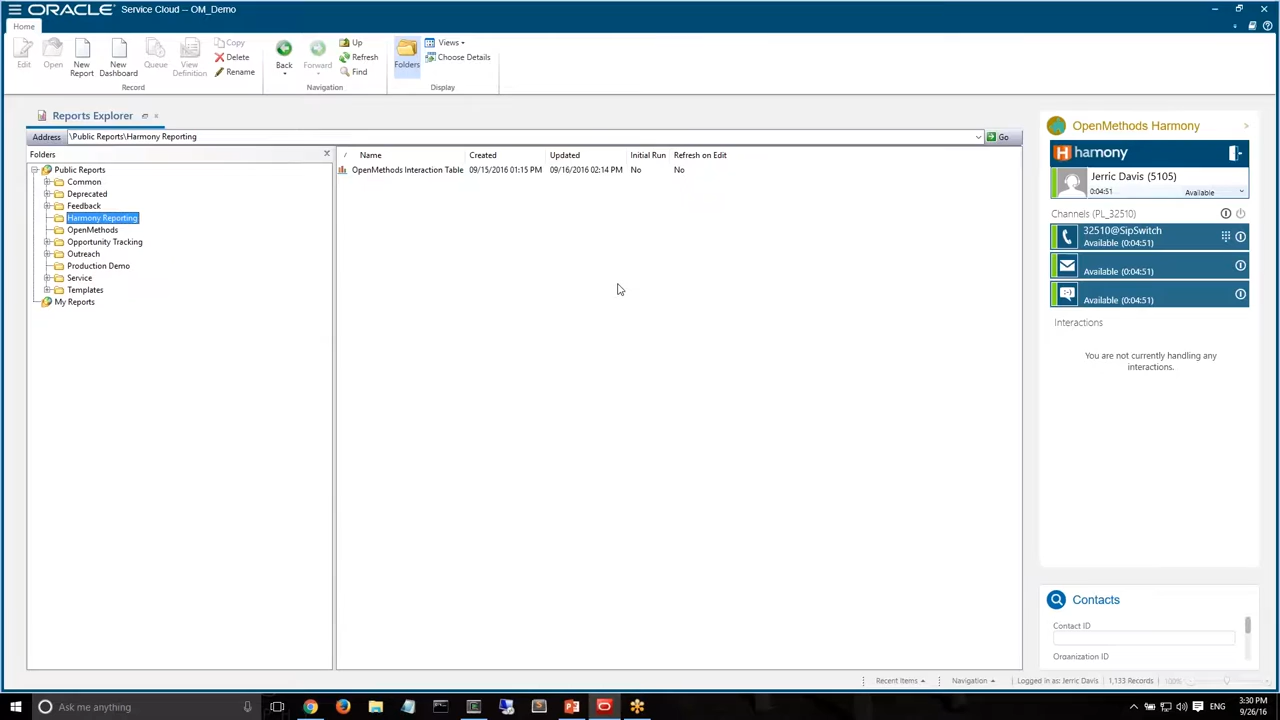 ORACLE Service Cloud -- OM_Demo
Home
Edit
Open
New Report
New Dashboard
Queue
View Definition
Copy
Delete
Rename
Record
Back
Forward
Up
Refresh
Find
Navigation
Folders
Views
Choose Details
Display
Reports Explorer
Address
\Public Reports\Harmony Reporting
Go
Folders
Public Reports
Common
Deprecated
Feedback
Harmony Reporting
OpenMethods
Opportunity Tracking
Outreach
Production Demo
Service
Templates
My Reports
Name Created Updated Initial Run Refresh on Edit
OpenMethods Interaction Table 09/15/2016 01:15 PM 09/16/2016 02:14 PM No No
OpenMethods Harmony
harmony
Jerric Davis (5105)
0:04:51 Available
Channels (PL_32510)
32510@SipSwitch
Available (0:04:51)
Available (0:04:51)
Available (0:04:51)
Interactions
You are not currently handling any
interactions.
Contacts
Contact ID
Organization ID
Recent Items Navigation Logged in as: Jerric Davis 1,133 Records 100%
Ask me anything
ENG
3:30 PM
9/26/16